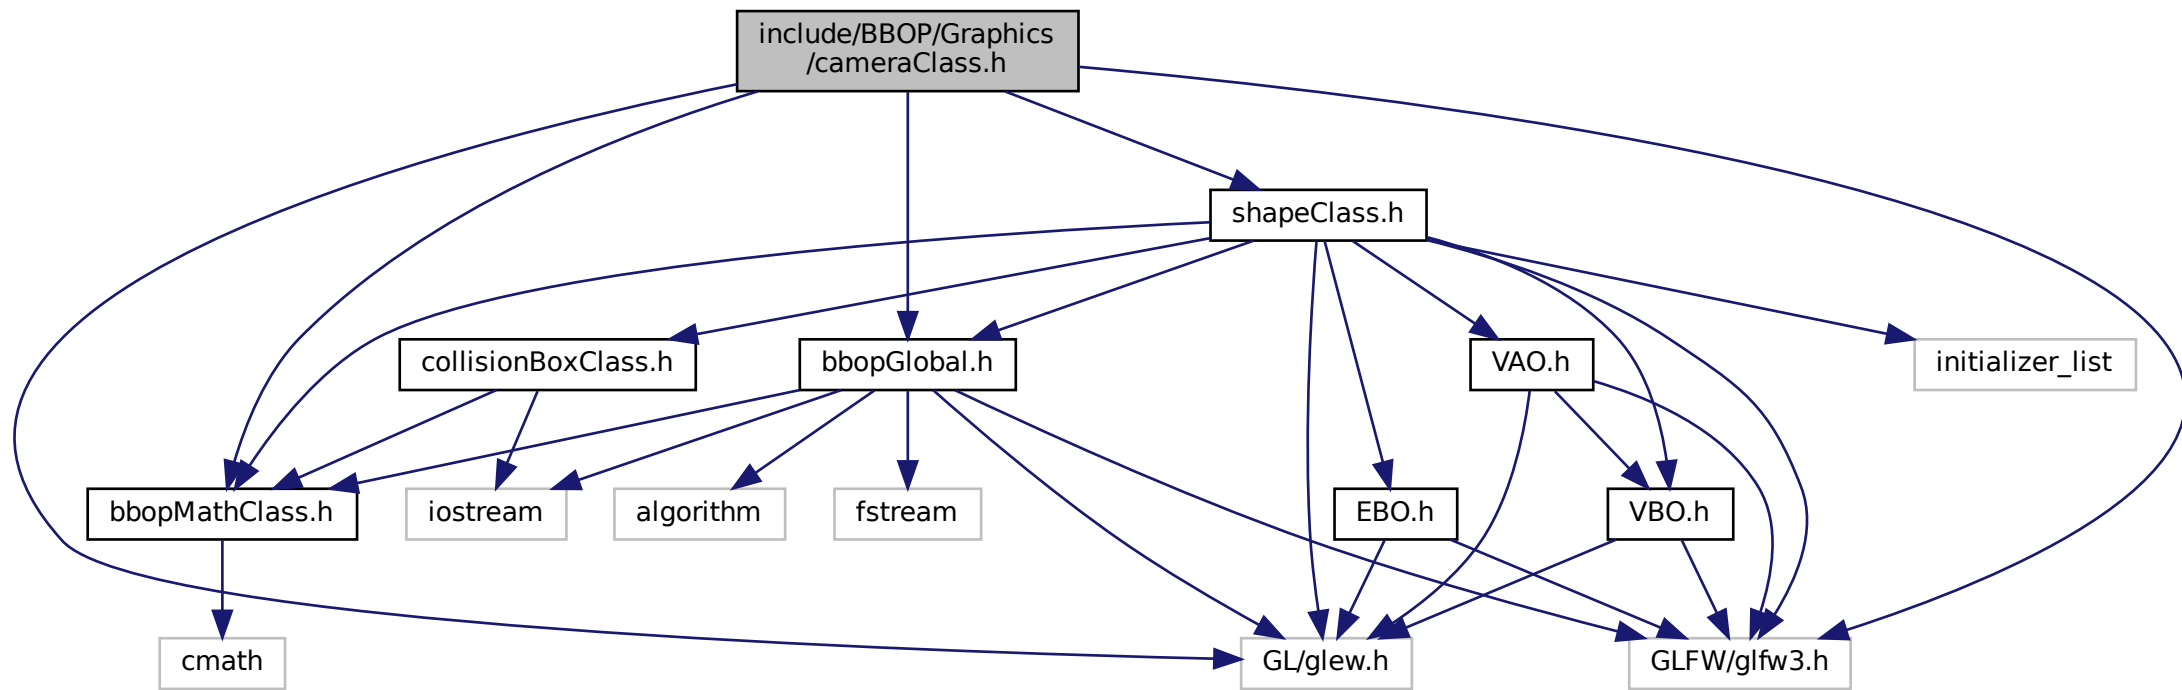 include/BBOP/Graphics
/cameraClass.h
shapeClass.h
collisionBoxClass.h
bbopGlobal.h
VAO.h
initializer_list
bbopMathClass.h
iostream
algorithm
fstream
EBO.h
VBO.h
cmath
GL/glew.h
GLFW/glfw3.h